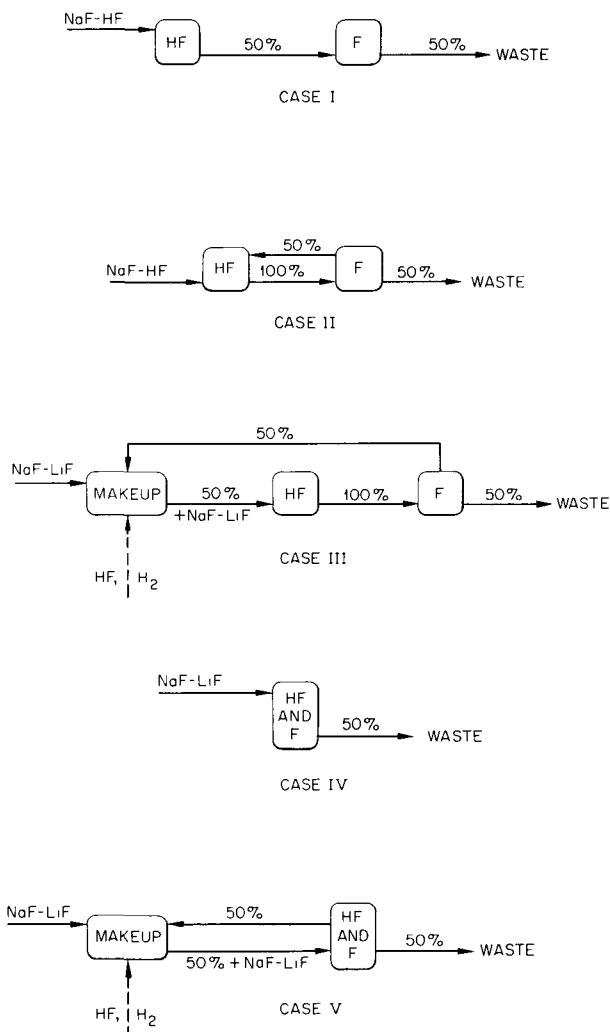 NaF-HF
HF
50%
F
50%
WASTE
CASE I
50%
NaF-HF
HF
100%
F
50%
WASTE
CASE II
50%
NaF-LiF
MAKEUP
50%
+NaF-LiF
HF
100%
F
50%
WASTE
HF, H2
CASE III
NaF-LiF
HF
AND
F
50%
WASTE
CASE IV
NaF-LiF
MAKEUP
50%
50% + NaF-LiF
HF
AND
F
50%
WASTE
HF, H2
CASE V